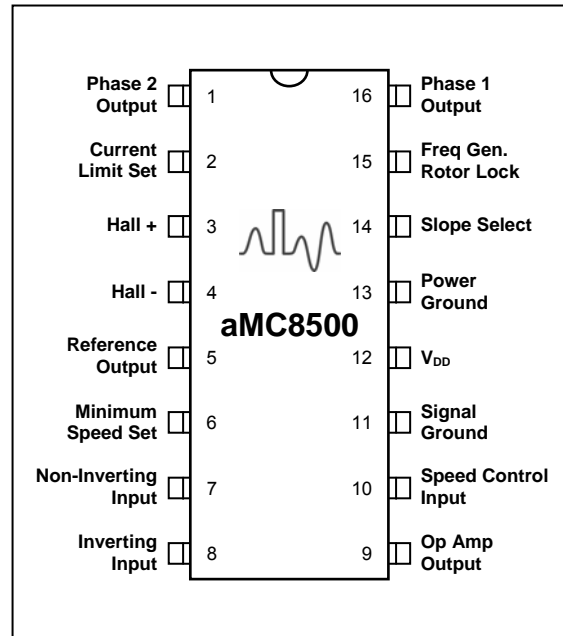 Phase 2
Output
1
16
Phase 1
Output
Current
Limit Set
2
15
Freq Gen.
Rotor Lock
Hall +
3
14
Slope Select
Hall -
4
13
Power
Ground
aMC8500
Reference
Output
5
12
VDD
Minimum
Speed Set
6
11
Signal
Ground
Non-Inverting
Input
7
10
Speed Control
Input
Inverting
Input
8
9
Op Amp
Output